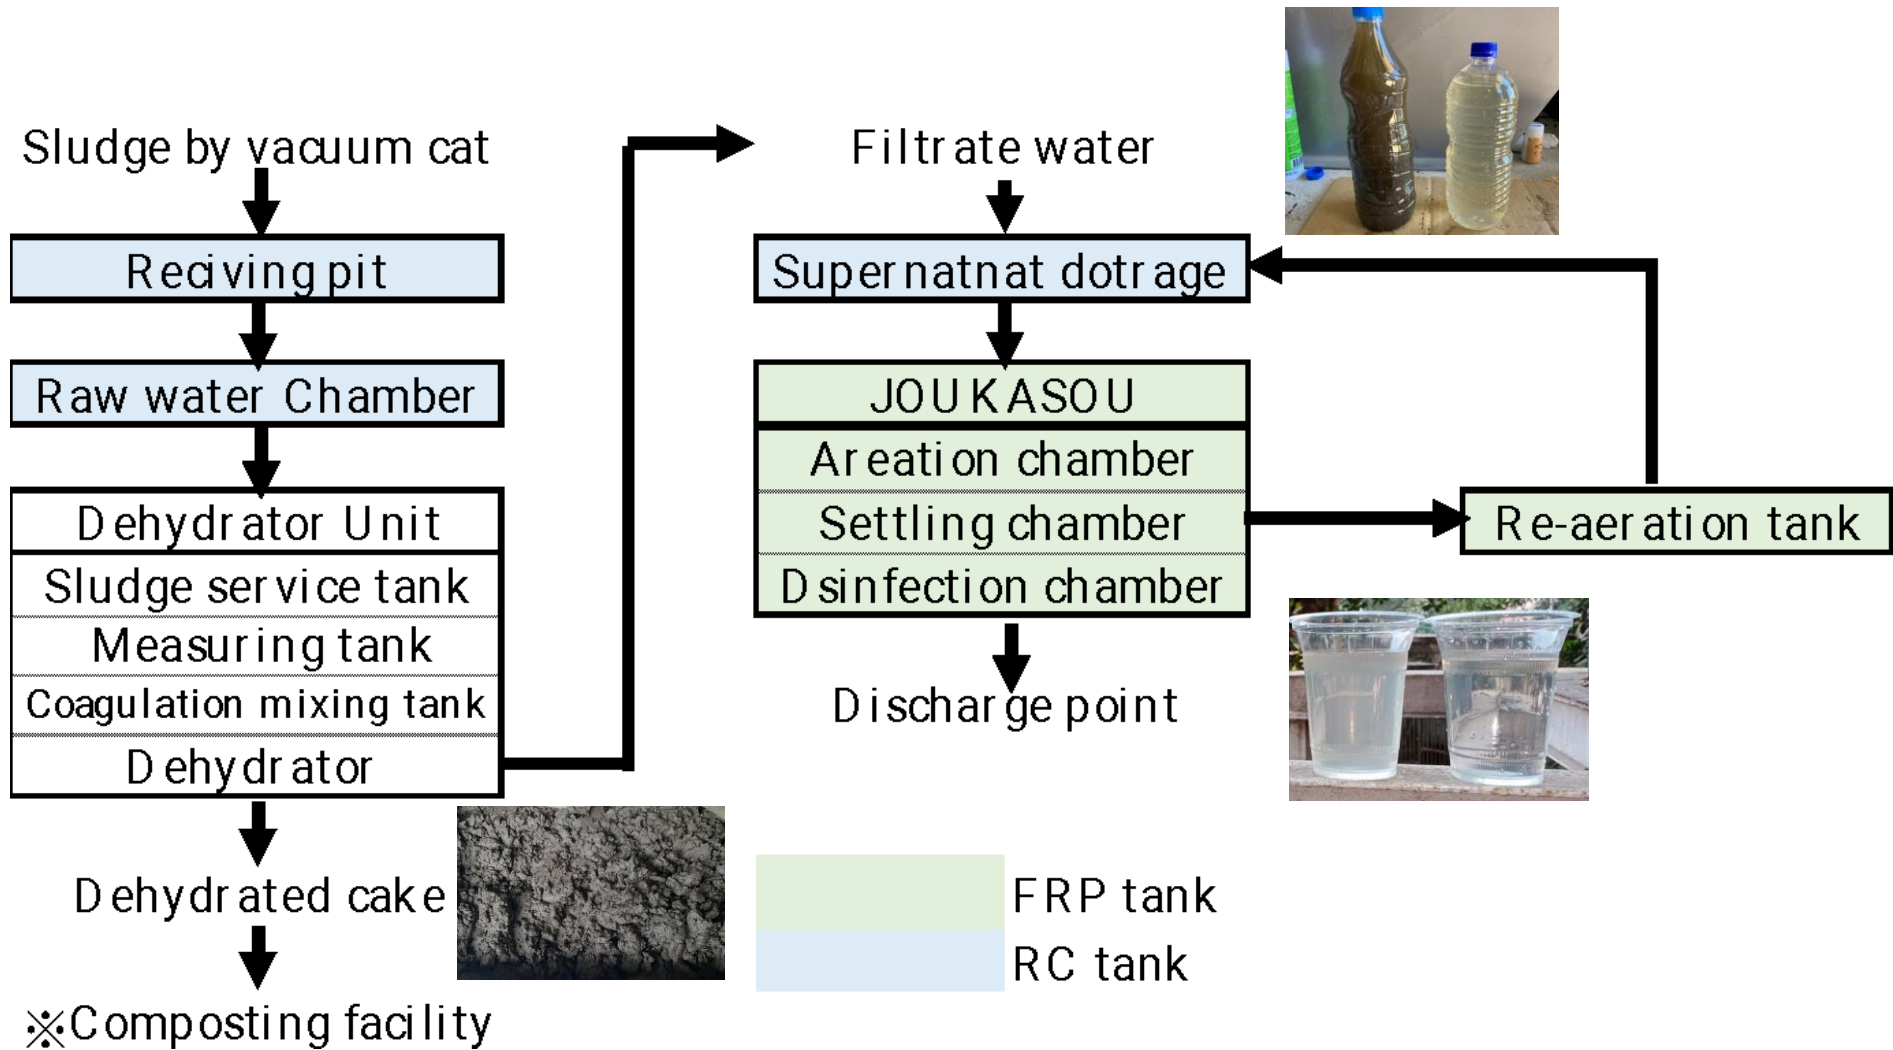 Sludge by vacuum cat
Reciving pit
Raw water Chamber
Dehydrator Unit
Sludge service tank
Measuring tank
Coagulation mixing tank
Dehydrator
Dehydrated cake
※Composting facility
Filtrate water
Supernatnat dotrage
JOUKASOU
Areation chamber
Settling chamber
Dsinfection chamber
Discharge point
Re-aeration tank
FRP tank
RC tank